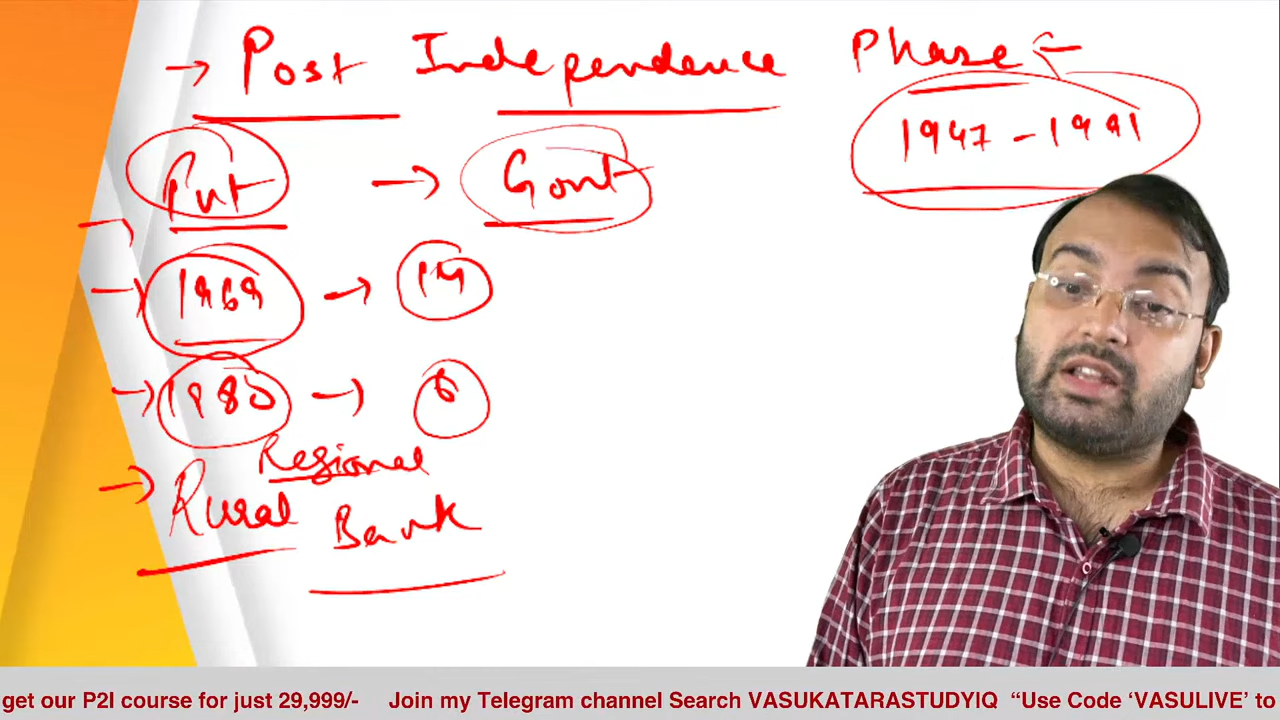 → Post Independence Phase ←
1947 - 1991
Pvt → Govt
→ 1969 → 14
→ 1980 → 6
Regional
→ Rural Bank
get our P2I course for just 29,999/- Join my Telegram channel Search VASUKATARASTUDYIQ “Use Code ‘VASULIVE’ to